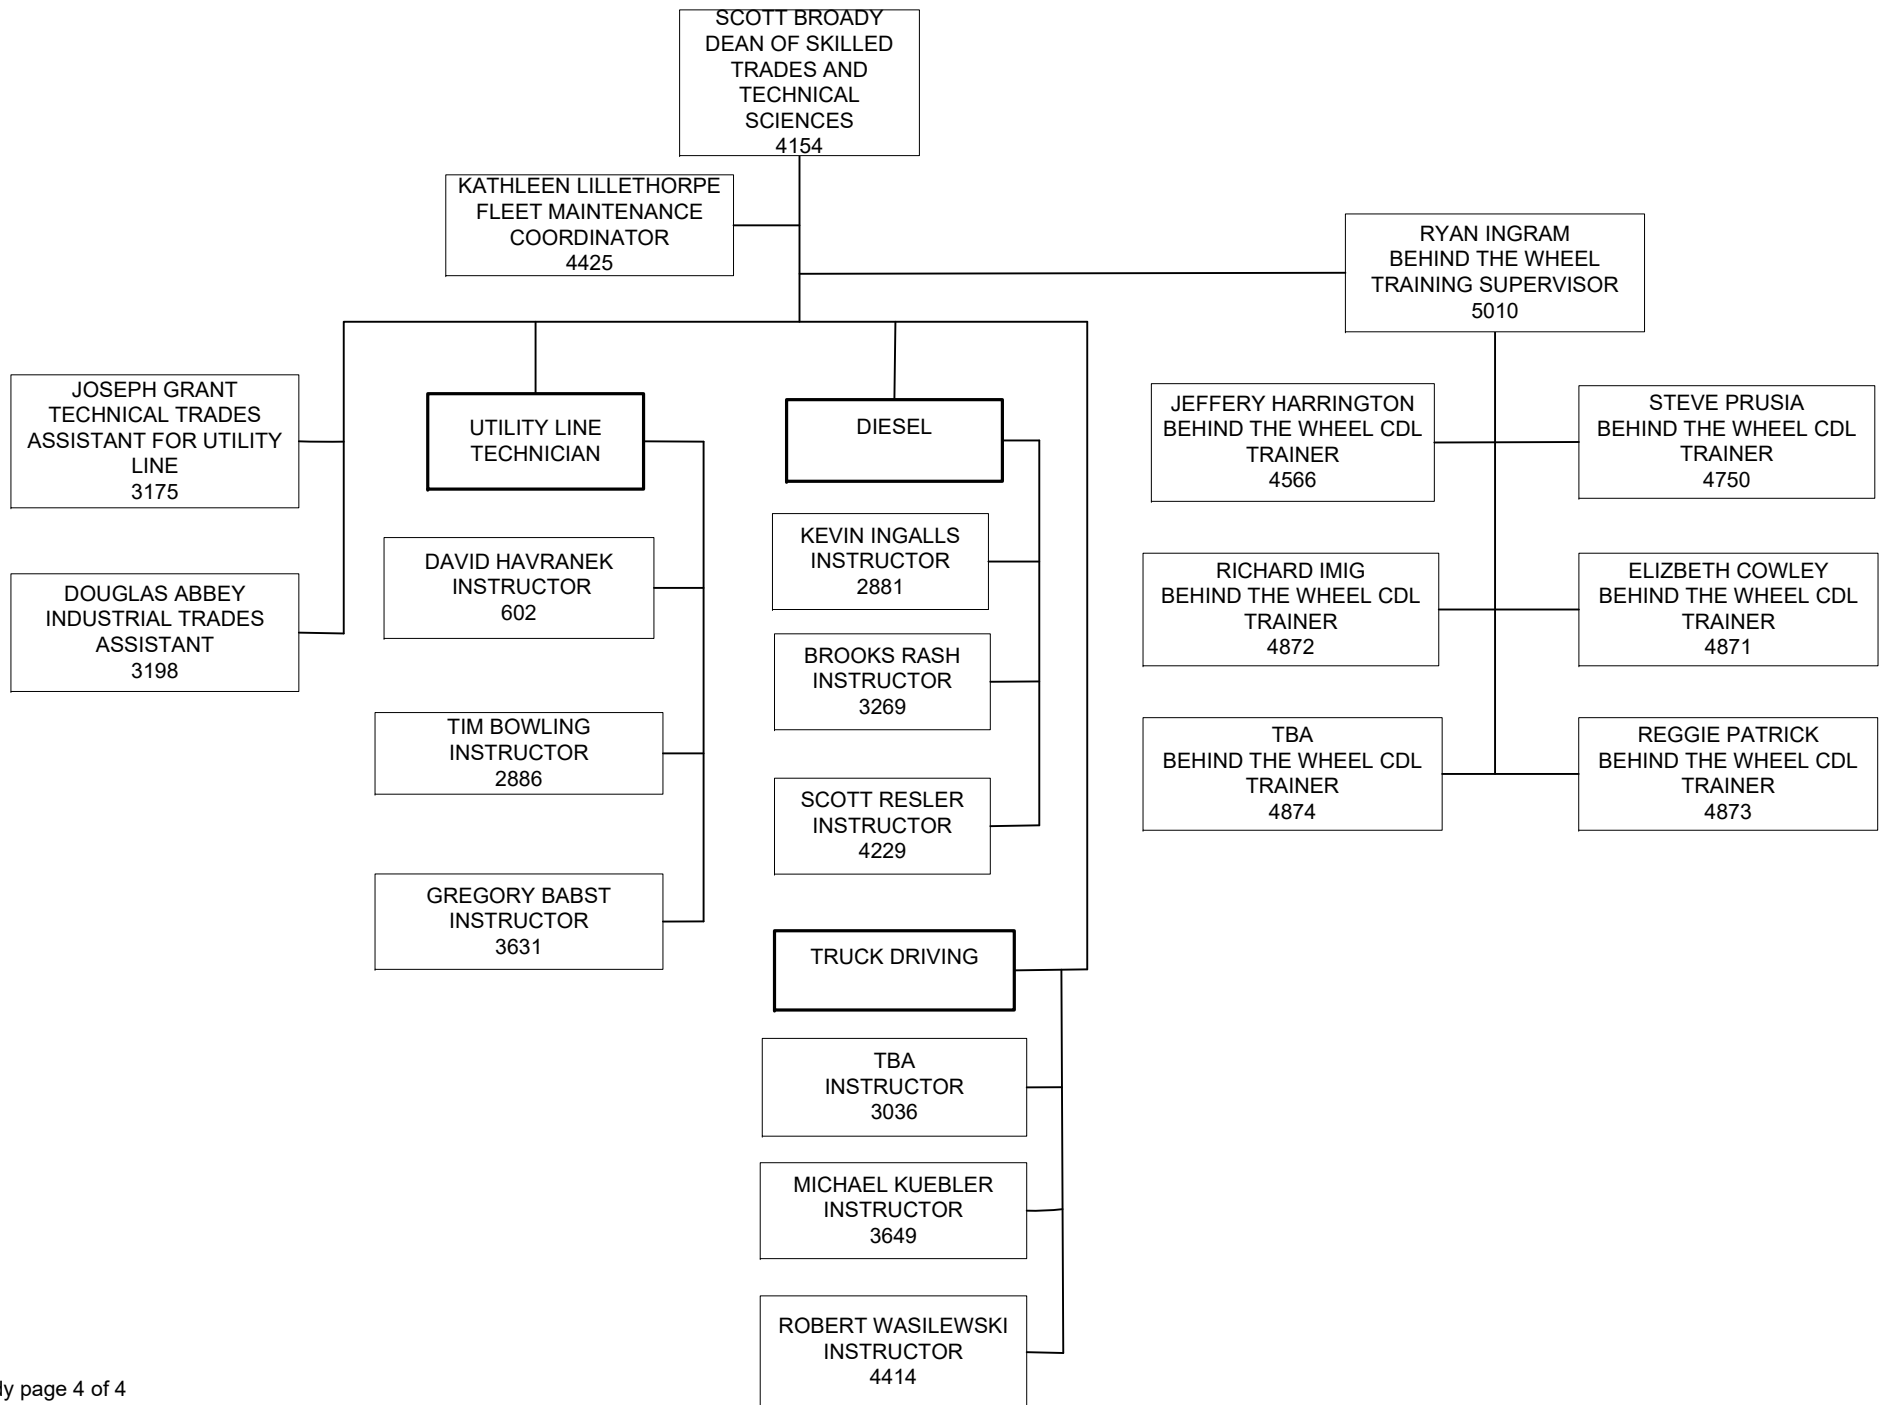 SCOTT BROADY
DEAN OF SKILLED
TRADES AND
TECHNICAL
SCIENCES
4154
KATHLEEN LILLETHORPE
FLEET MAINTENANCE
COORDINATOR
4425
RYAN INGRAM
BEHIND THE WHEEL
TRAINING SUPERVISOR
5010
JOSEPH GRANT
TECHNICAL TRADES
ASSISTANT FOR UTILITY
LINE
3175
DOUGLAS ABBEY
INDUSTRIAL TRADES
ASSISTANT
3198
UTILITY LINE
TECHNICIAN
DAVID HAVRANEK
INSTRUCTOR
602
TIM BOWLING
INSTRUCTOR
2886
GREGORY BABST
INSTRUCTOR
3631
DIESEL
KEVIN INGALLS
INSTRUCTOR
2881
BROOKS RASH
INSTRUCTOR
3269
SCOTT RESLER
INSTRUCTOR
4229
TRUCK DRIVING
TBA
INSTRUCTOR
3036
MICHAEL KUEBLER
INSTRUCTOR
3649
ROBERT WASILEWSKI
INSTRUCTOR
4414
JEFFERY HARRINGTON
BEHIND THE WHEEL CDL
TRAINER
4566
STEVE PRUSIA
BEHIND THE WHEEL CDL
TRAINER
4750
RICHARD IMIG
BEHIND THE WHEEL CDL
TRAINER
4872
ELIZBETH COWLEY
BEHIND THE WHEEL CDL
TRAINER
4871
TBA
BEHIND THE WHEEL CDL
TRAINER
4874
REGGIE PATRICK
BEHIND THE WHEEL CDL
TRAINER
4873
page 4 of 4